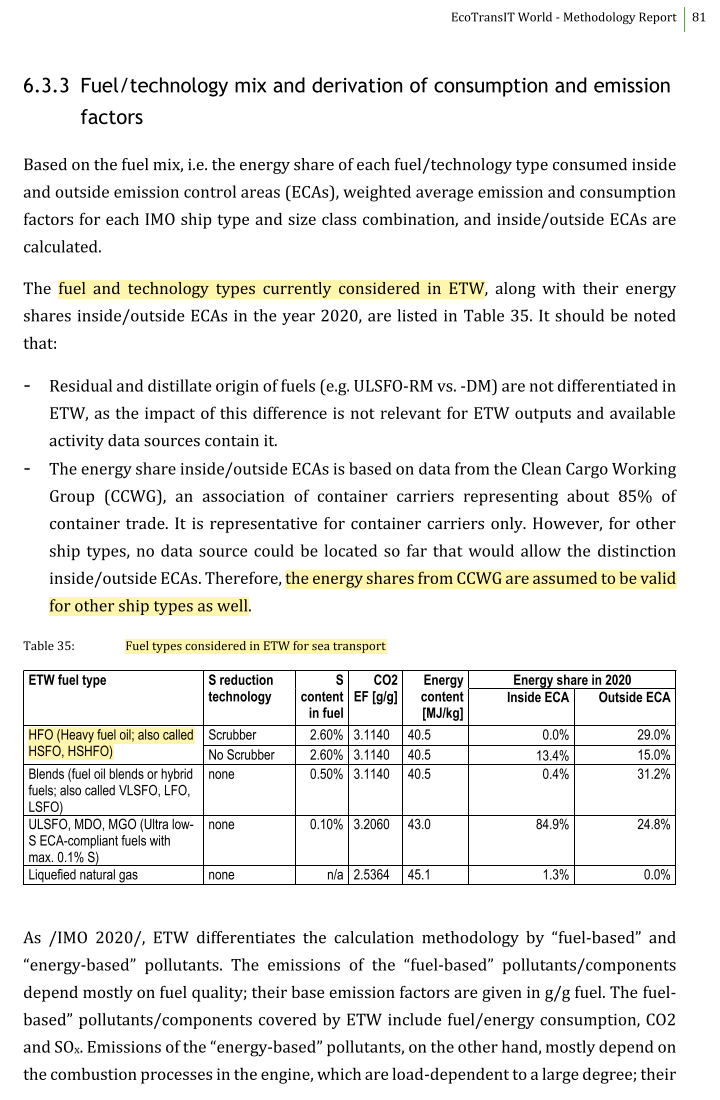 EcoTransIT World - Methodology Report 81
6.3.3 Fuel/technology mix and derivation of consumption and emission
factors
Based on the fuel mix, i.e. the energy share of each fuel/technology type consumed inside
and outside emission control areas (ECAs), weighted average emission and consumption
factors for each IMO ship type and size class combination, and inside/outside ECAs are
calculated.
The fuel and technology types currently considered in ETW, along with their energy
shares inside/outside ECAs in the year 2020, are listed in Table 35. It should be noted
that:
- Residual and distillate origin of fuels (e.g. ULSFO-RM vs. -DM) are not differentiated in
ETW, as the impact of this difference is not relevant for ETW outputs and available
activity data sources contain it.
- The energy share inside/outside ECAs is based on data from the Clean Cargo Working
Group (CCWG), an association of container carriers representing about 85% of
container trade. It is representative for container carriers only. However, for other
ship types, no data source could be located so far that would allow the distinction
inside/outside ECAs. Therefore, the energy shares from CCWG are assumed to be valid
for other ship types as well.
Table 35: Fuel types considered in ETW for sea transport
ETW fuel type S reduction S CO2 Energy Energy share in 2020
technology content EF [g/g] content Inside ECA Outside ECA
in fuel [MJ/kg]
HFO (Heavy fuel oil; also called Scrubber 2.60% 3.1140 40.5 0.0% 29.0%
HSFO, HSHFO) No Scrubber 2.60% 3.1140 40.5 13.4% 15.0%
Blends (fuel oil blends or hybrid none 0.50% 3.1140 40.5 0.4% 31.2%
fuels; also called VLSFO, LFO,
LSFO)
ULSFO, MDO, MGO (Ultra low- none 0.10% 3.2060 43.0 84.9% 24.8%
S ECA-compliant fuels with
max. 0.1% S)
Liquefied natural gas none n/a 2.5364 45.1 1.3% 0.0%
As /IMO 2020/, ETW differentiates the calculation methodology by “fuel-based” and
“energy-based” pollutants. The emissions of the “fuel-based” pollutants/components
depend mostly on fuel quality; their base emission factors are given in g/g fuel. The fuel-
based” pollutants/components covered by ETW include fuel/energy consumption, CO2
and SOx. Emissions of the “energy-based” pollutants, on the other hand, mostly depend on
the combustion processes in the engine, which are load-dependent to a large degree; their